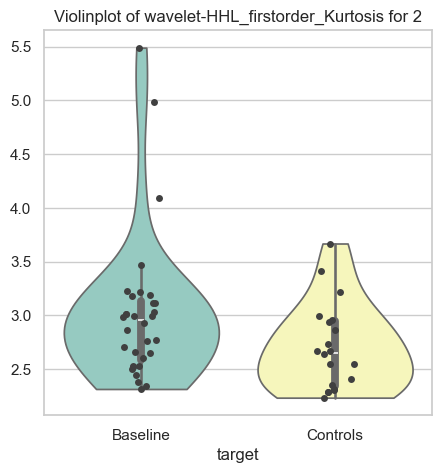 Violinplot of wavelet-HHL_firstorder_Kurtosis for 2
5.5
5.0
4.5
4.0
3.5
3.0
2.5
Baseline Controls
target